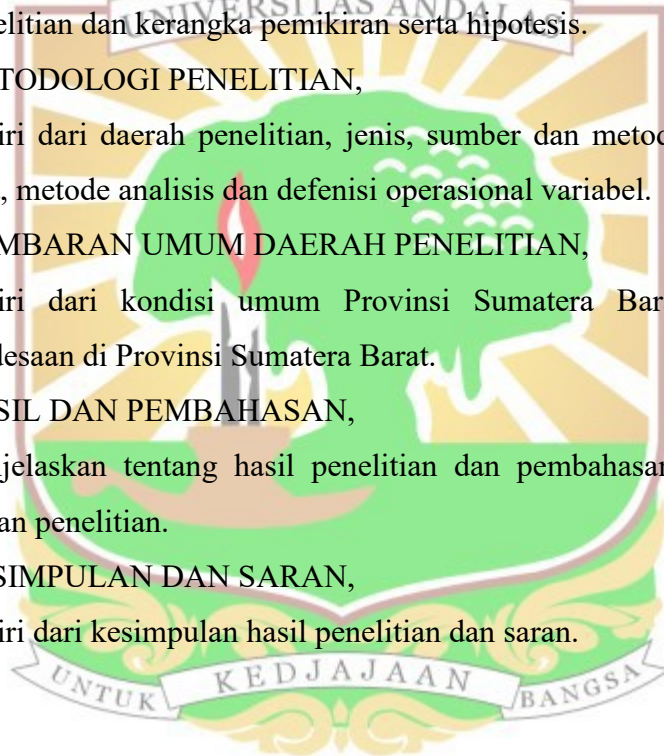 UNIVERSITAS ANDALAS
elitian dan kerangka pemikiran serta hipotesis.
TODOLOGI PENELITIAN,
iri dari daerah penelitian, jenis, sumber dan metod
, metode analisis dan defenisi operasional variabel.
MBARAN UMUM DAERAH PENELITIAN,
iri dari kondisi umum Provinsi Sumatera Bar
desaan di Provinsi Sumatera Barat.
SIL DAN PEMBAHASAN,
jelaskan tentang hasil penelitian dan pembahasan
an penelitian.
SIMPULAN DAN SARAN,
iri dari kesimpulan hasil penelitian dan saran.
UNTUK KEDJAJAAN BANGSA